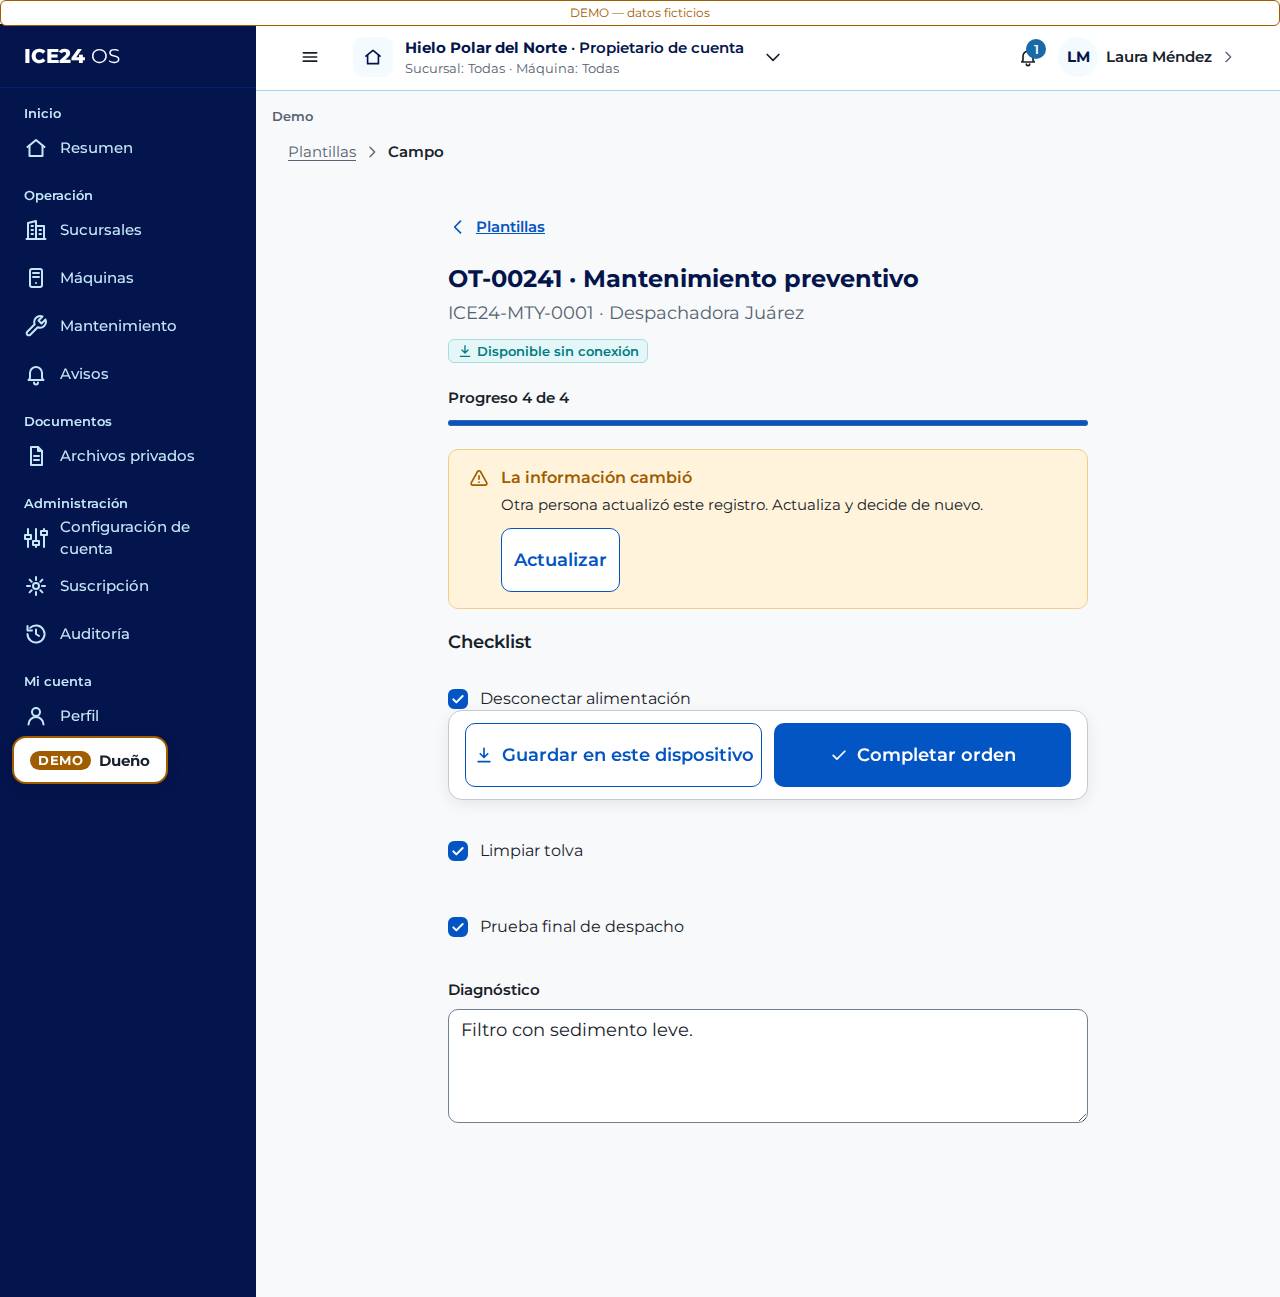 DEMO — datos ficticios
ICE24 OS
Inicio
Resumen
Operación
Sucursales
Máquinas
Mantenimiento
Avisos
Documentos
Archivos privados
Administración
Configuración de
cuenta
Suscripción
Auditoría
Mi cuenta
Perfil
DEMO Dueño
Hielo Polar del Norte · Propietario de cuenta
Sucursal: Todas · Máquina: Todas
1
LM Laura Méndez
Demo
Plantillas Campo
Plantillas
OT-00241 · Mantenimiento preventivo
ICE24-MTY-0001 · Despachadora Juárez
Disponible sin conexión
Progreso 4 de 4
La información cambió
Otra persona actualizó este registro. Actualiza y decide de nuevo.
Actualizar
Checklist
Desconectar alimentación
Guardar en este dispositivo
Completar orden
Limpiar tolva
Prueba final de despacho
Diagnóstico
Filtro con sedimento leve.